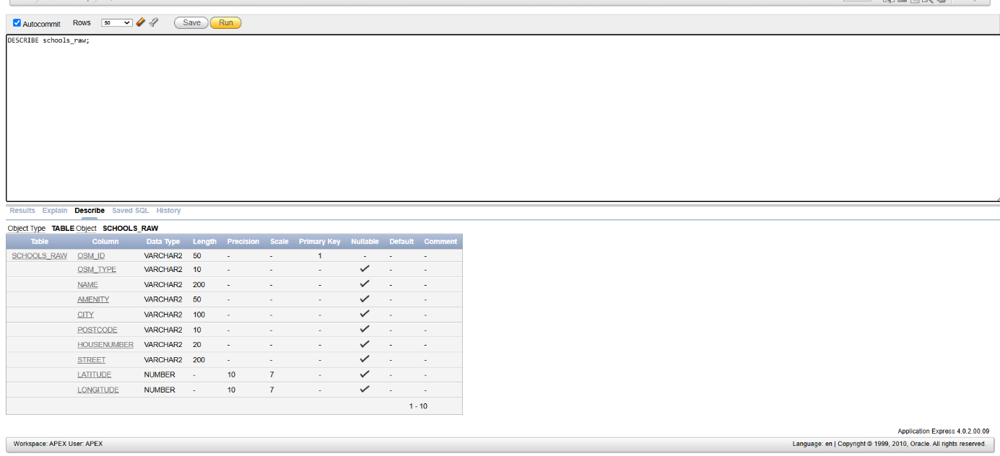 Autocommit Rows 50 Save Run
DESCRIBE schools_raw;
Results Explain Describe Saved SQL History
Object Type TABLE Object SCHOOLS_RAW
Table Column Data Type Length Precision Scale Primary Key Nullable Default Comment
SCHOOLS_RAW OSM_ID VARCHAR2 50 - - 1 - - -
OSM_TYPE VARCHAR2 10 - - - - -
NAME VARCHAR2 200 - - - - -
AMENITY VARCHAR2 50 - - - - -
CITY VARCHAR2 100 - - - - -
POSTCODE VARCHAR2 10 - - - - -
HOUSENUMBER VARCHAR2 20 - - - - -
STREET VARCHAR2 200 - - - - -
LATITUDE NUMBER - 10 7 - - -
LONGITUDE NUMBER - 10 7 - - -
1 - 10
Application Express 4.0.2.00.09
Workspace: APEX User: APEX Language: en | Copyright © 1999, 2010, Oracle. All rights reserved.